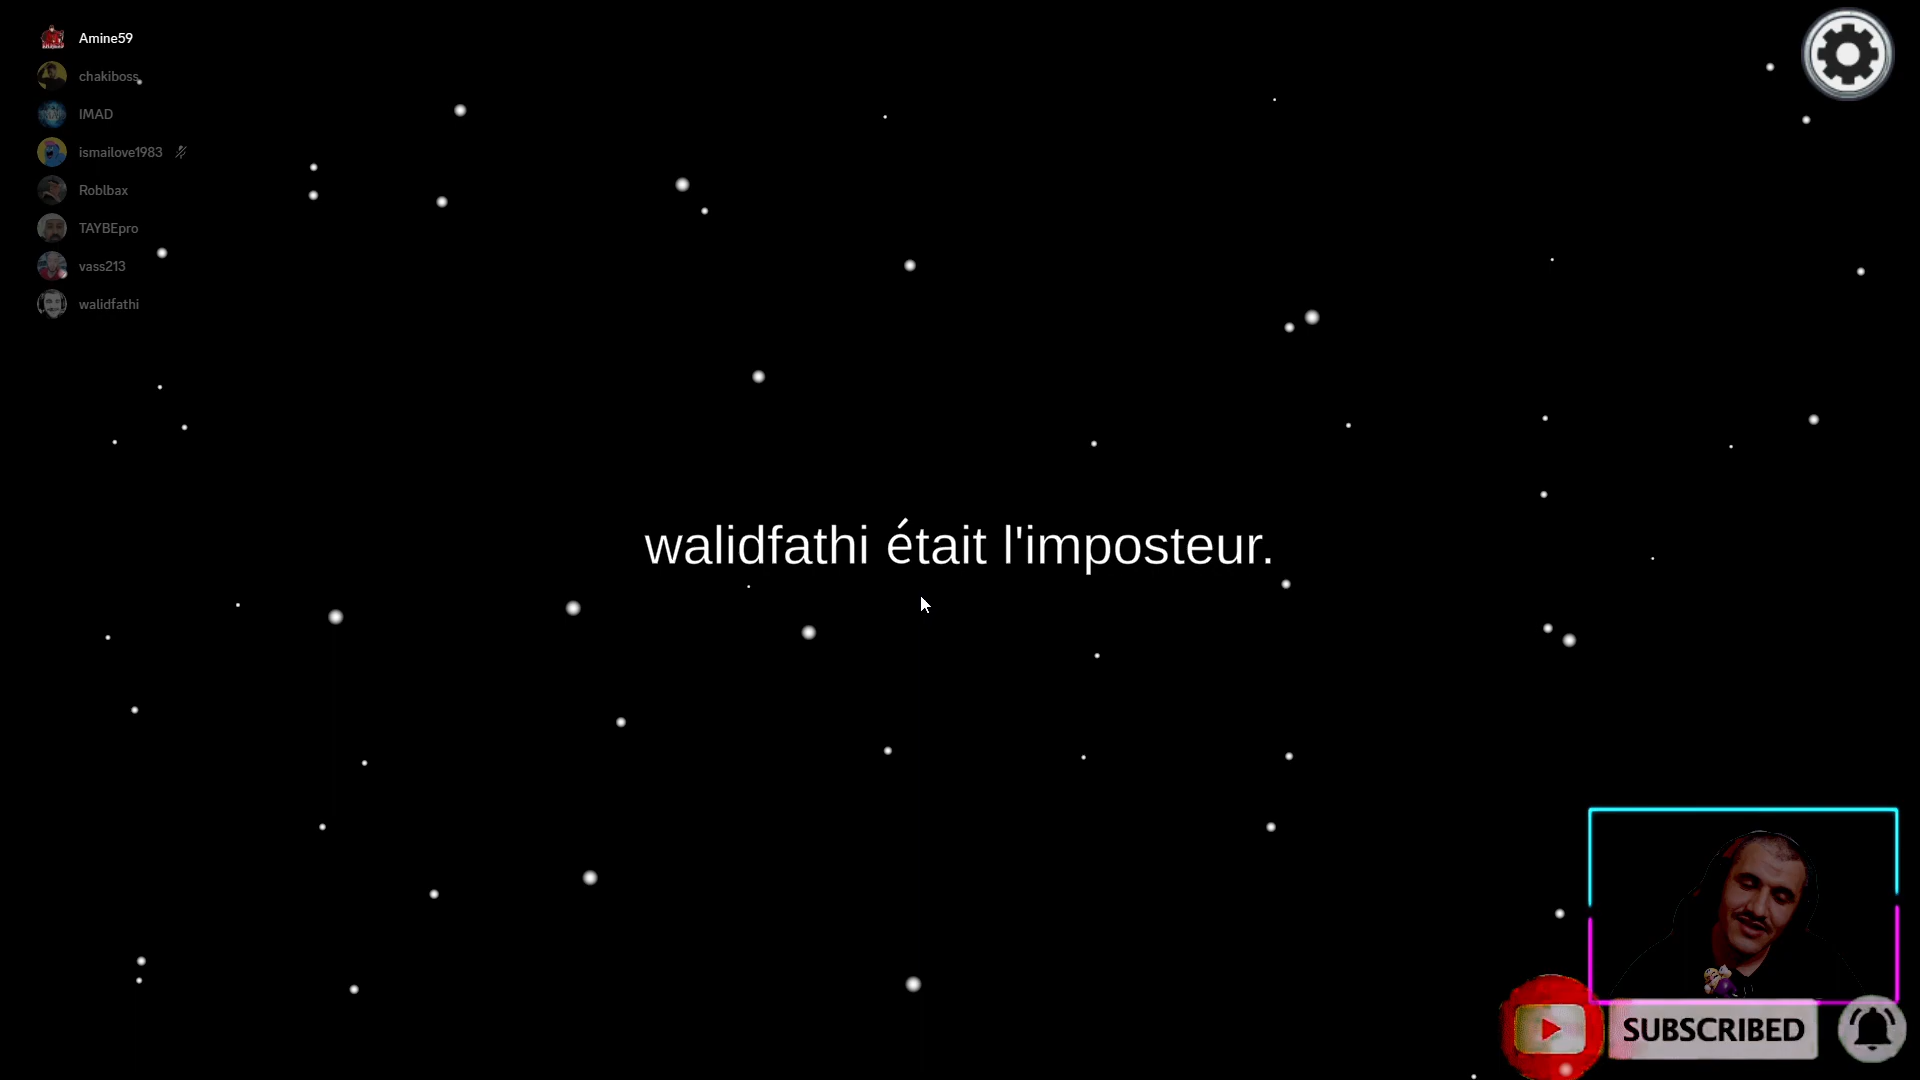 Amine59
chakiboss
IMAD
ismailove1983
Roblbax
TAYBEpro
vass213
walidfathi
walidfathi était l'imposteur.
SUBSCRIBED